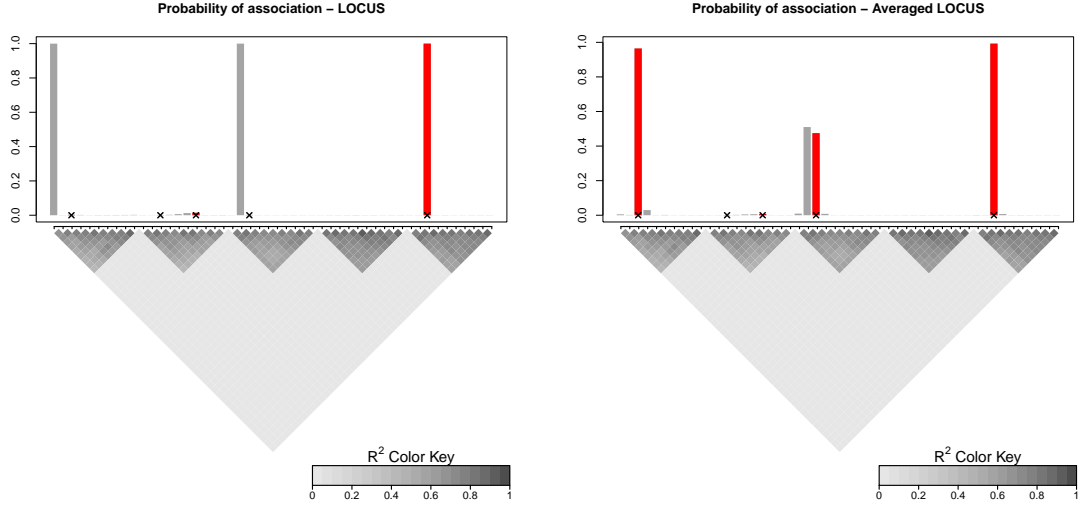 Probability of association – LOCUS
1.0
0.8
0.6
0.4
0.2
0.0
R² Color Key
0 0.2 0.4 0.6 0.8 1
Probability of association – Averaged LOCUS
1.0
0.8
0.6
0.4
0.2
0.0
R² Color Key
0 0.2 0.4 0.6 0.8 1